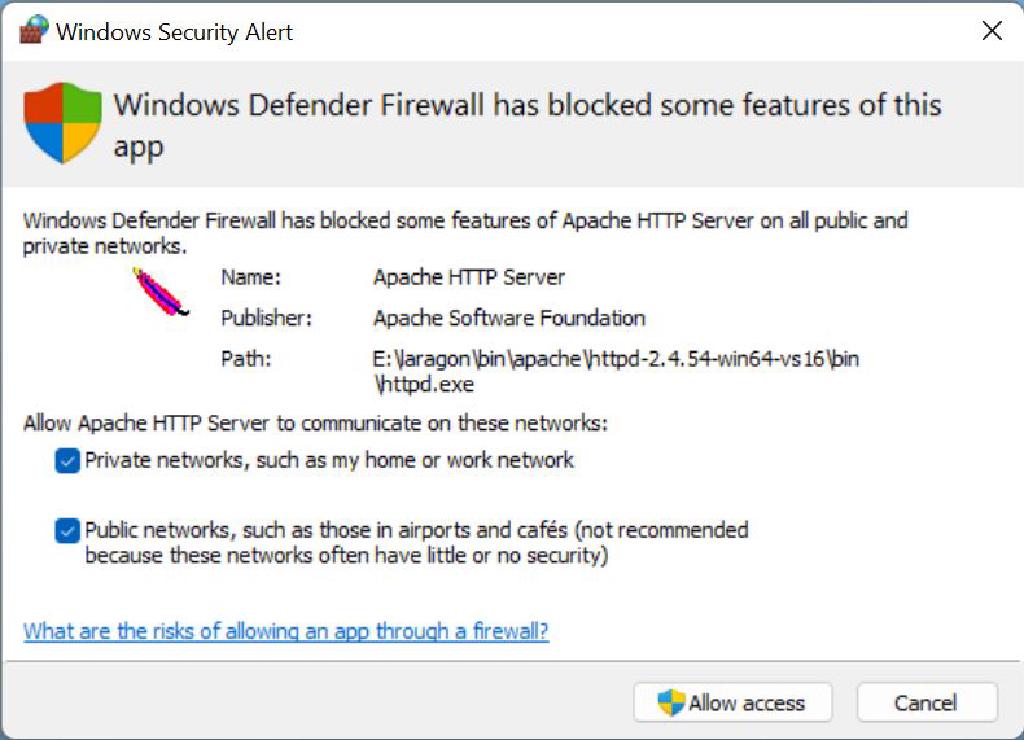 Windows Security Alert
Windows Defender Firewall has blocked some features of this
app
Windows Defender Firewall has blocked some features of Apache HTTP Server on all public and
private networks.
Name: Apache HTTP Server
Publisher: Apache Software Foundation
Path: E:\laragon\bin\apache\httpd-2.4.54-win64-vs16\bin
\httpd.exe
Allow Apache HTTP Server to communicate on these networks:
Private networks, such as my home or work network
Public networks, such as those in airports and cafés (not recommended
because these networks often have little or no security)
What are the risks of allowing an app through a firewall?
Allow access Cancel